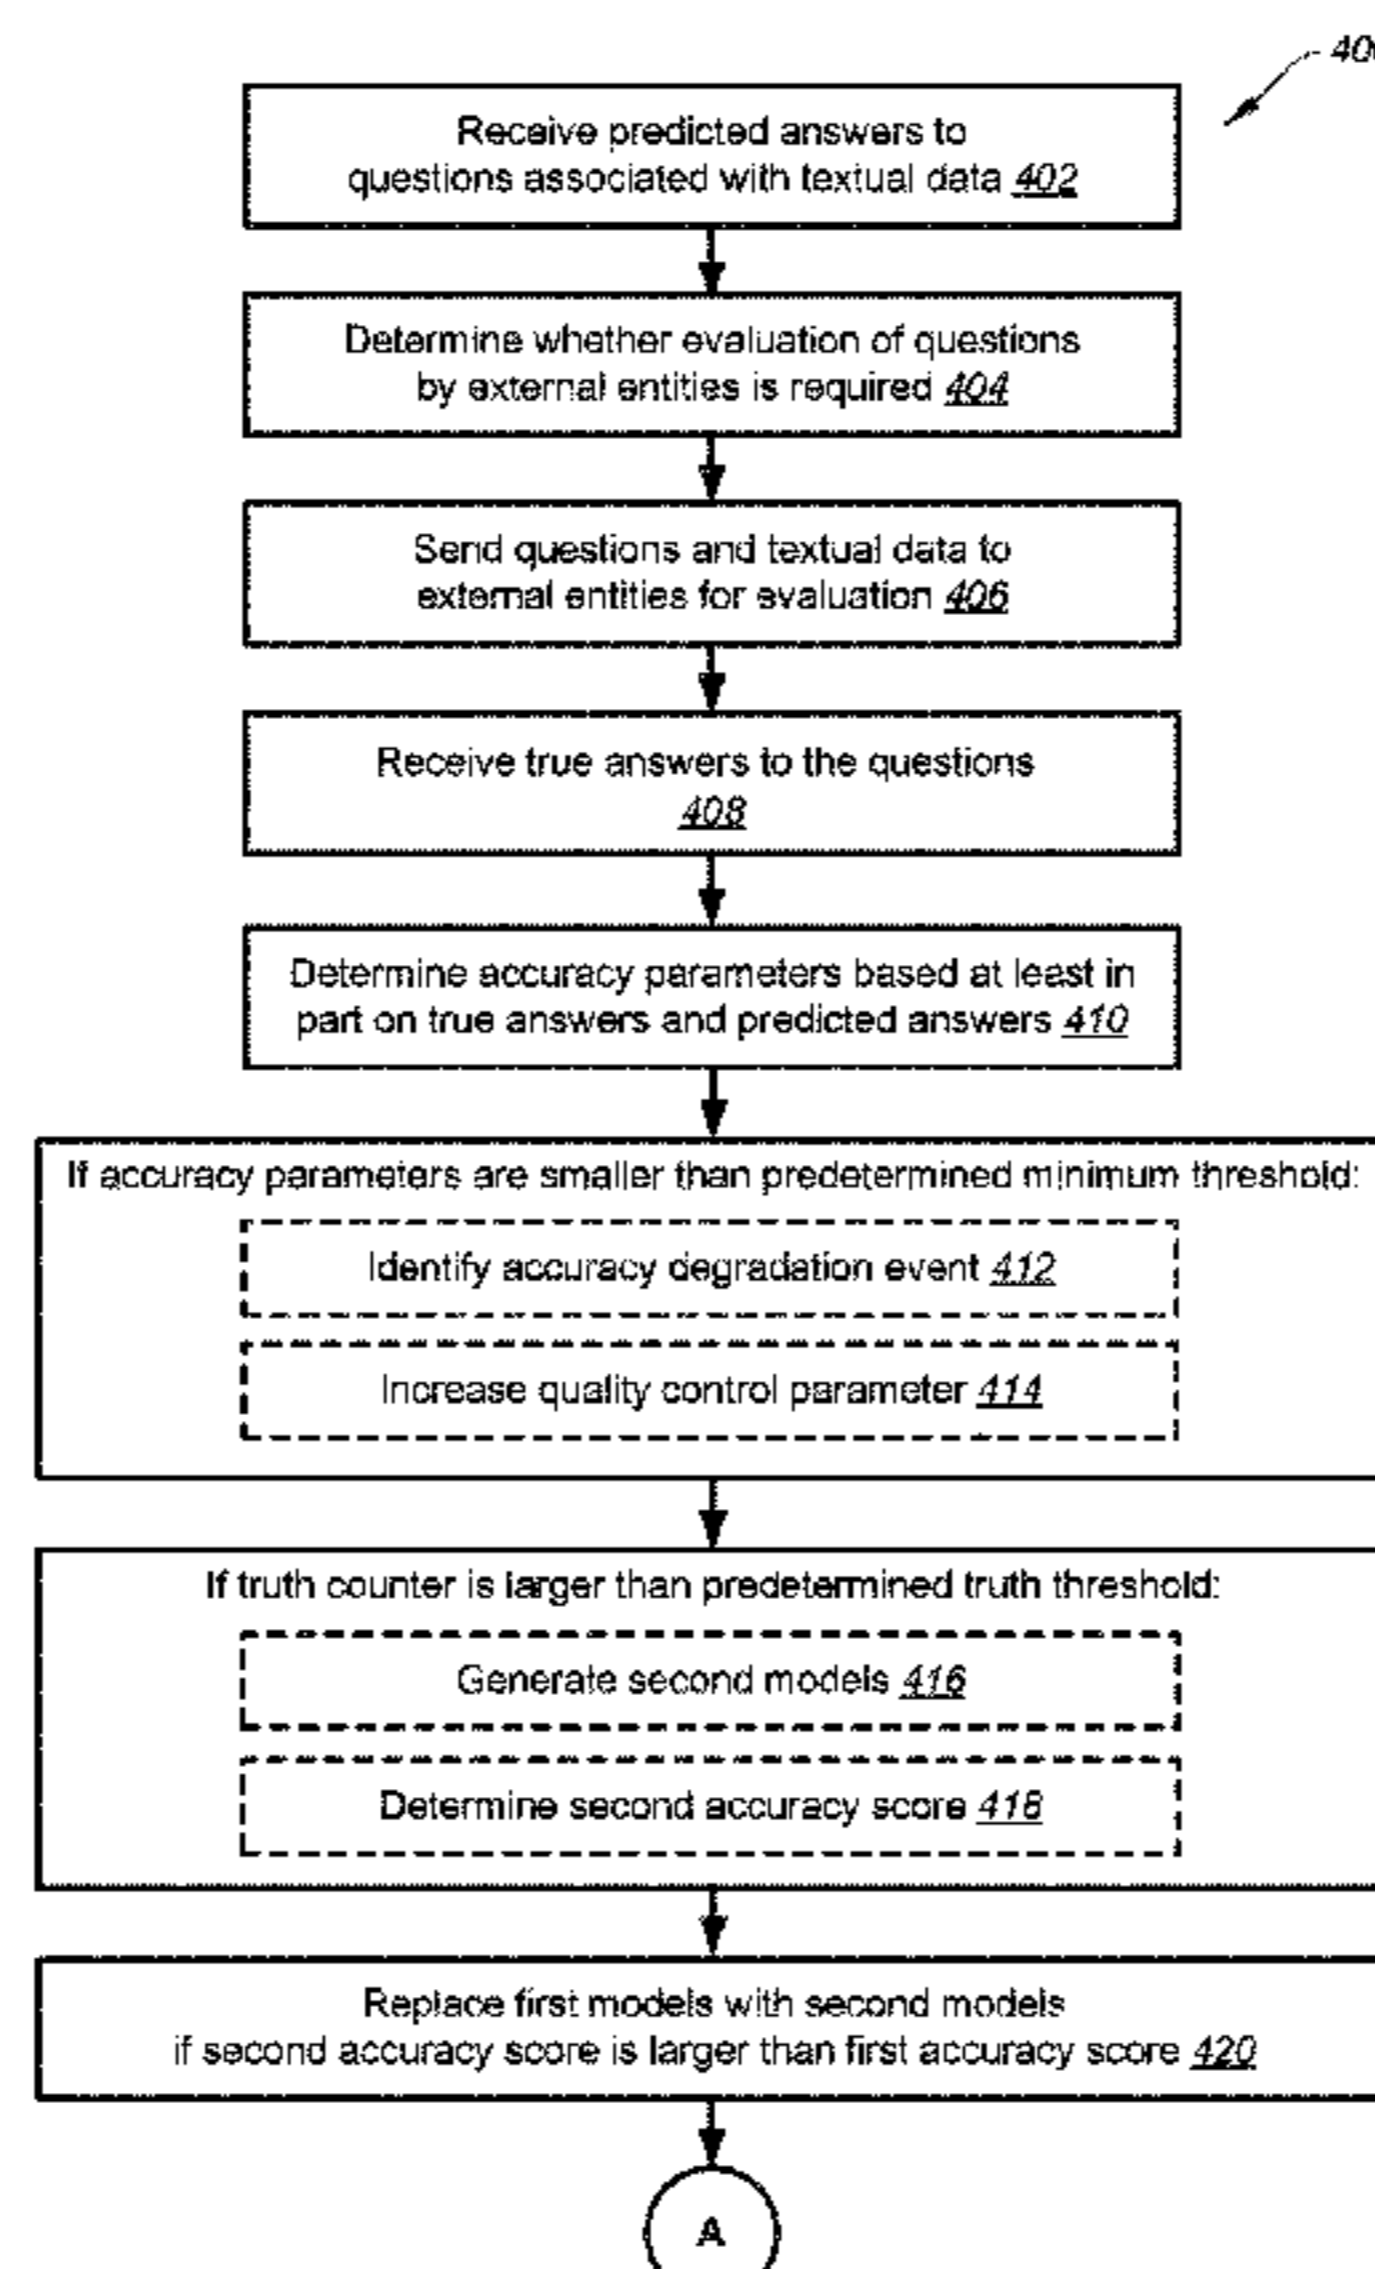 400
Receive predicted answers to
questions associated with textual data 402
Determine whether evaluation of questions
by external entities is required 404
Send questions and textual data to
external entities for evaluation 406
Receive true answers to the questions
408
Determine accuracy parameters based at least in
part on true answers and predicted answers 410
If accuracy parameters are smaller than predetermined minimum threshold:
Identify accuracy degradation event 412
Increase quality control parameter 414
If truth counter is larger than predetermined truth threshold:
Generate second models 416
Determine second accuracy score 418
Replace first models with second models
if second accuracy score is larger than first accuracy score 420
A